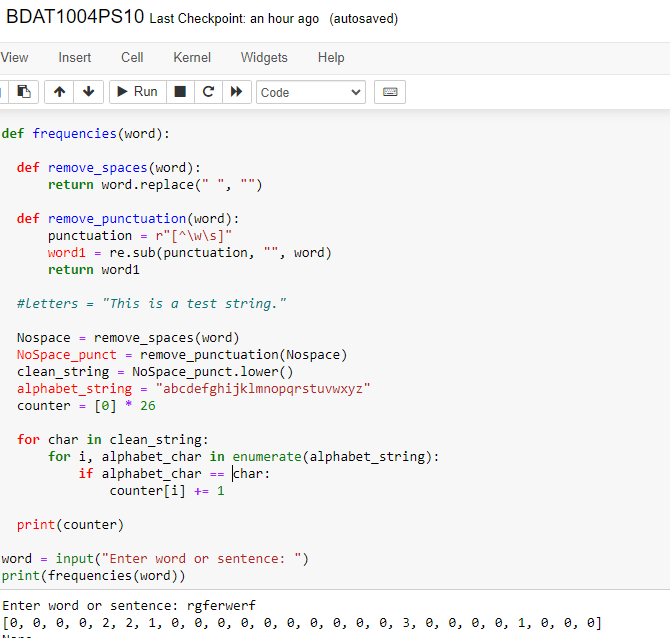 BDAT1004PS10 Last Checkpoint: an hour ago (autosaved)
View Insert Cell Kernel Widgets Help
Run Code
def frequencies(word):
def remove_spaces(word):
return word.replace(" ", "")
def remove_punctuation(word):
punctuation = r"[^\w\s]"
word1 = re.sub(punctuation, "", word)
return word1
#letters = "This is a test string."
Nospace = remove_spaces(word)
NoSpace_punct = remove_punctuation(Nospace)
clean_string = NoSpace_punct.lower()
alphabet_string = "abcdefghijklmnopqrstuvwxyz"
counter = [0] * 26
for char in clean_string:
for i, alphabet_char in enumerate(alphabet_string):
if alphabet_char == char:
counter[i] += 1
print(counter)
word = input("Enter word or sentence: ")
print(frequencies(word))
Enter word or sentence: rgferwerf
[0, 0, 0, 0, 2, 2, 1, 0, 0, 0, 0, 0, 0, 0, 0, 0, 0, 3, 0, 0, 0, 0, 1, 0, 0, 0]
None